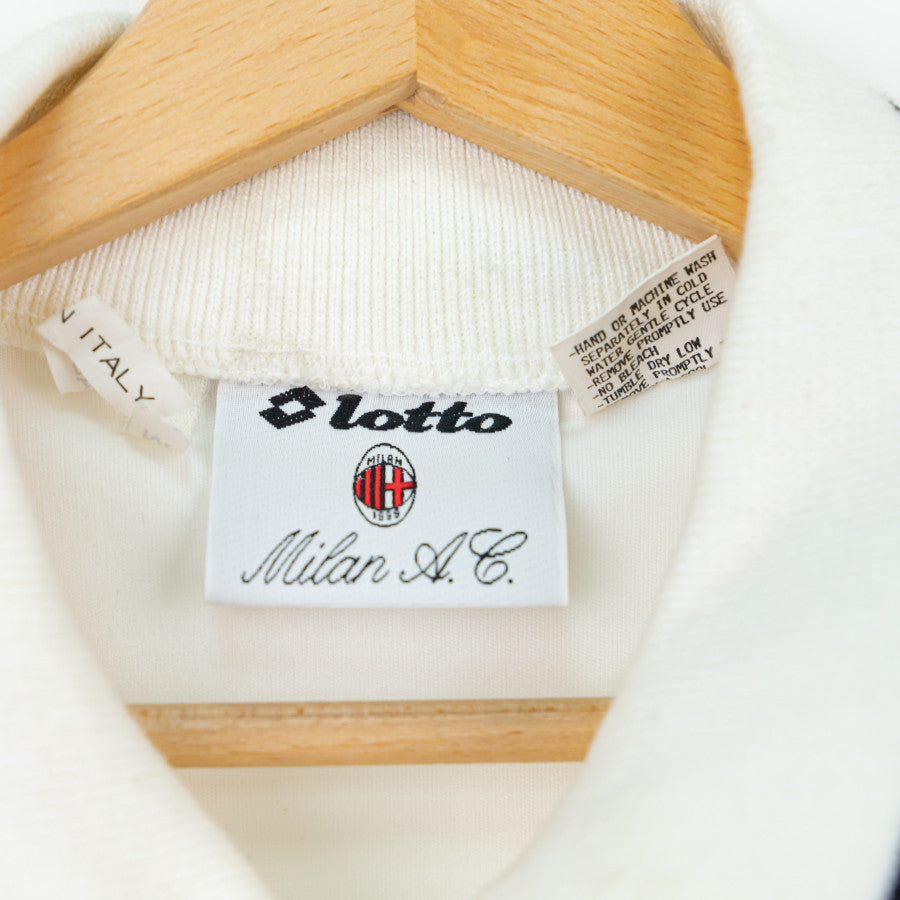 N ITALY
lotto
MILAN
1899
Milan A.C.
-HAND OR MACHINE WASH
SEPARATELY IN COLD
WATER GENTLE CYCLE
-REMOVE PROMPTLY USE
NO BLEACH
-TUMBLE DRY LOW
PROMPTLY